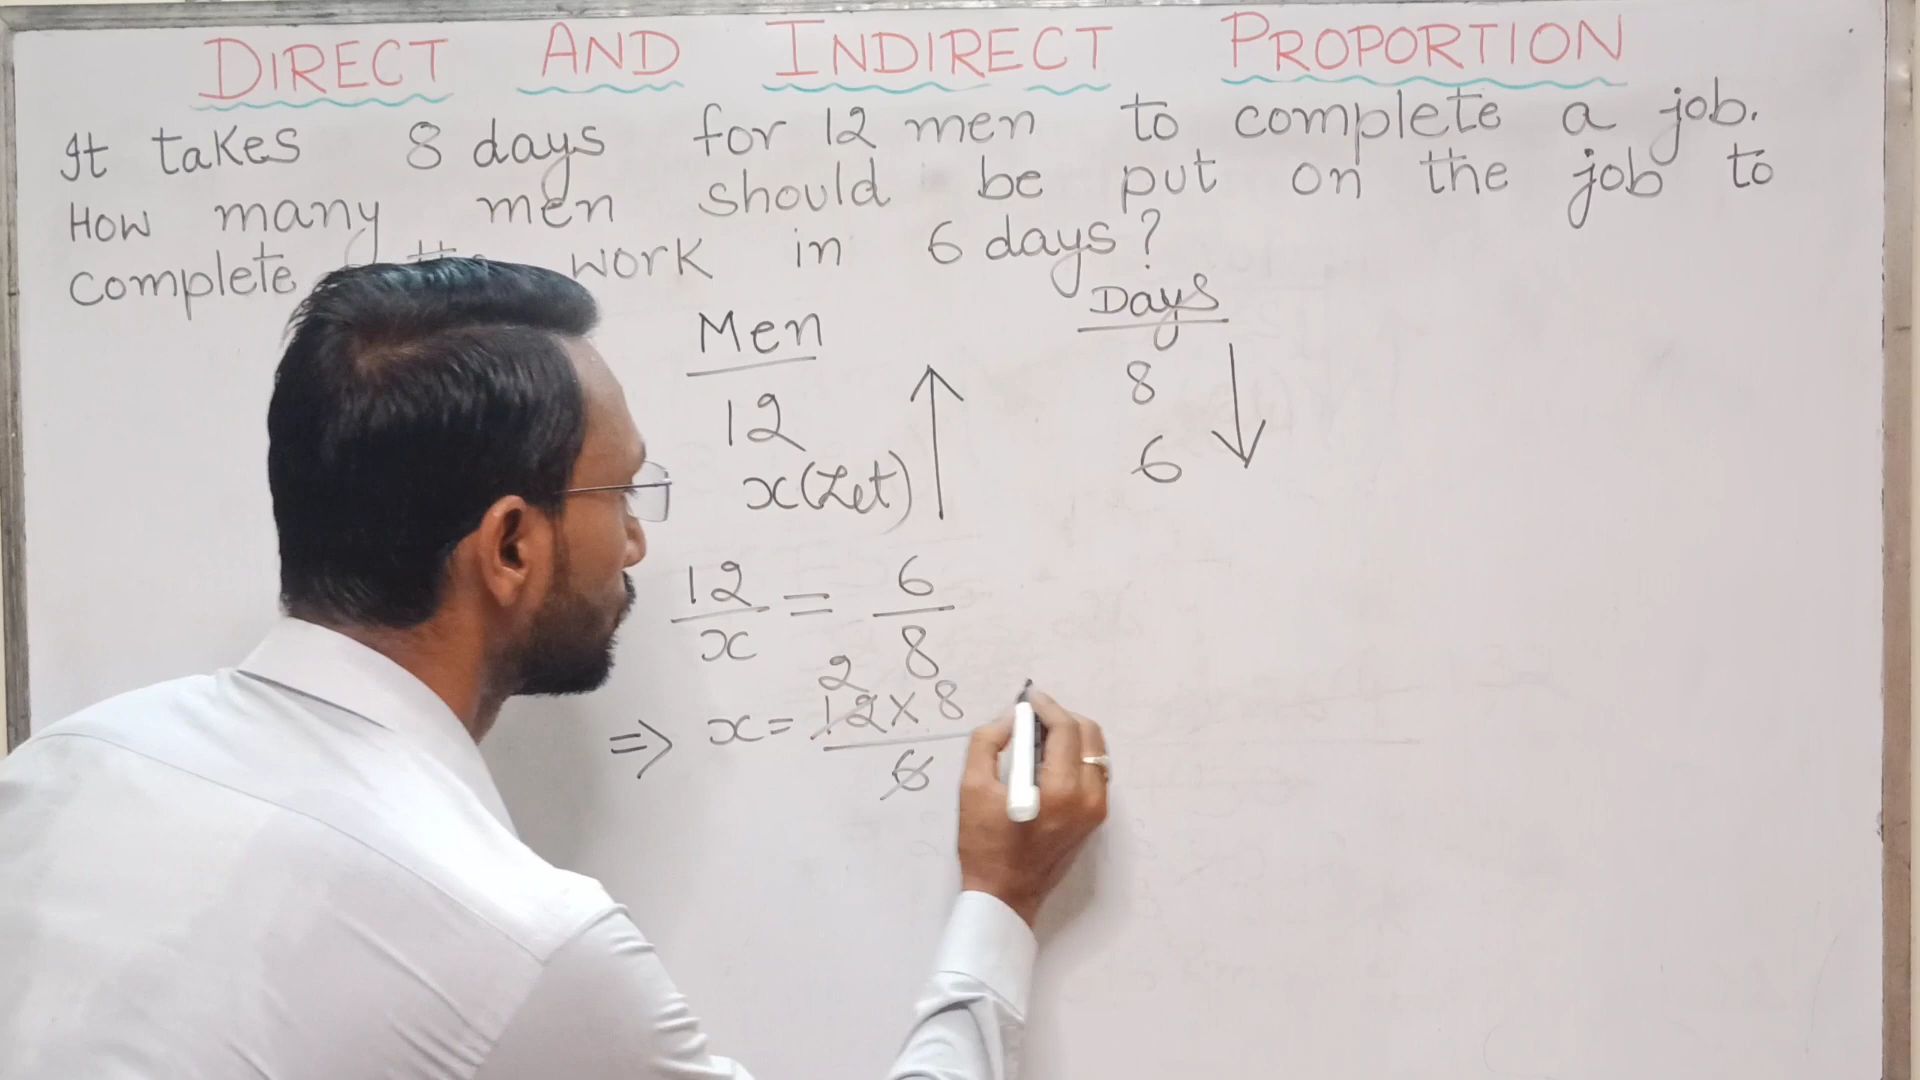 DIRECT AND INDIRECT PROPORTION
It takes 8 days for 12 men to complete a job.
How many men should be put on the job to
complete work in 6 days?
Men Days
12 8
x(Let) 6
12/x = 6/8
2
⇒ x = 12×8/6